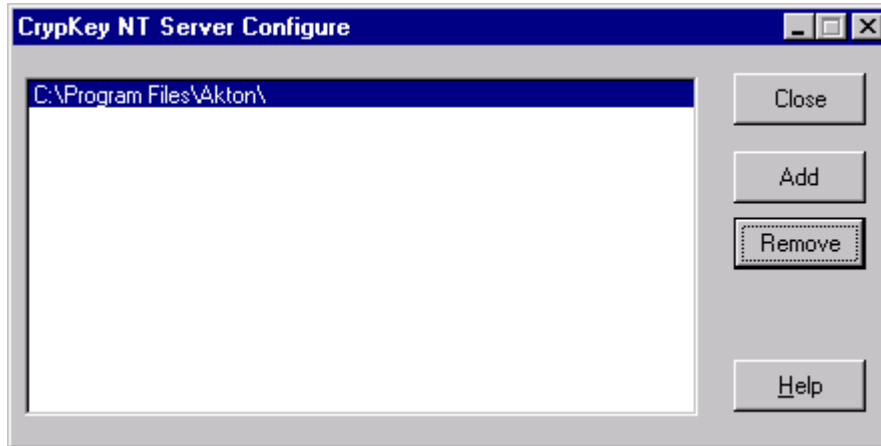 CrypKey NT Server Configure
C:\Program Files\Akton\
Close
Add
Remove
Help